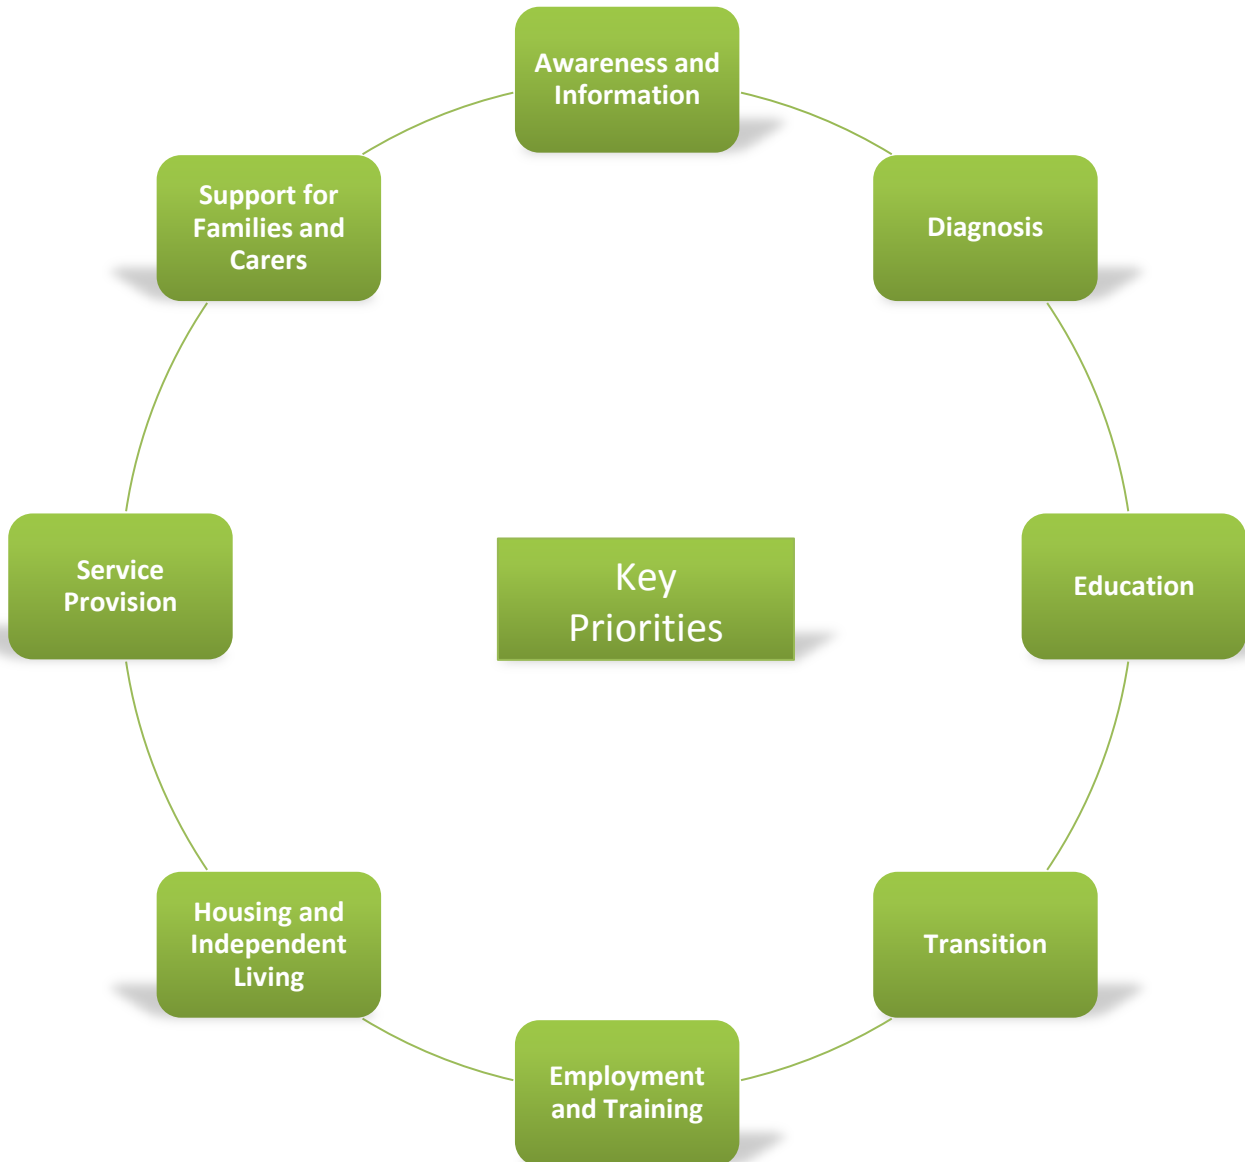 Awareness and
Information
Diagnosis
Education
Transition
Employment
and Training
Housing and
Independent
Living
Service
Provision
Support for
Families and
Carers
Key
Priorities